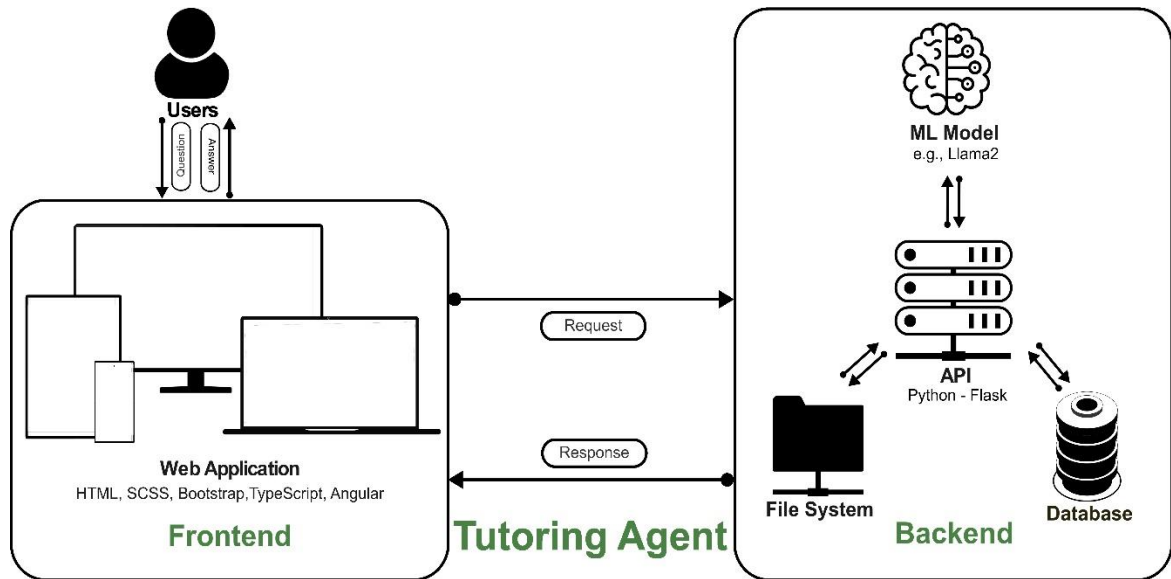 Users
Question
Answer
Web Application
HTML, SCSS, Bootstrap,TypeScript, Angular
Frontend
Request
Response
Tutoring Agent
ML Model
e.g., Llama2
API
Python - Flask
File System
Database
Backend